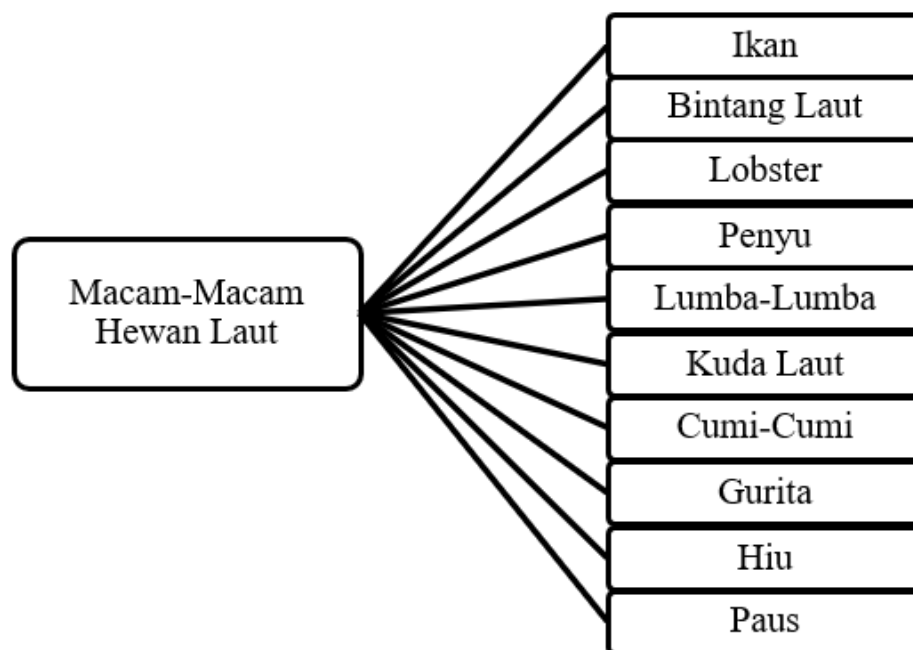 Macam-Macam
Hewan Laut
Ikan
Bintang Laut
Lobster
Penyu
Lumba-Lumba
Kuda Laut
Cumi-Cumi
Gurita
Hiu
Paus